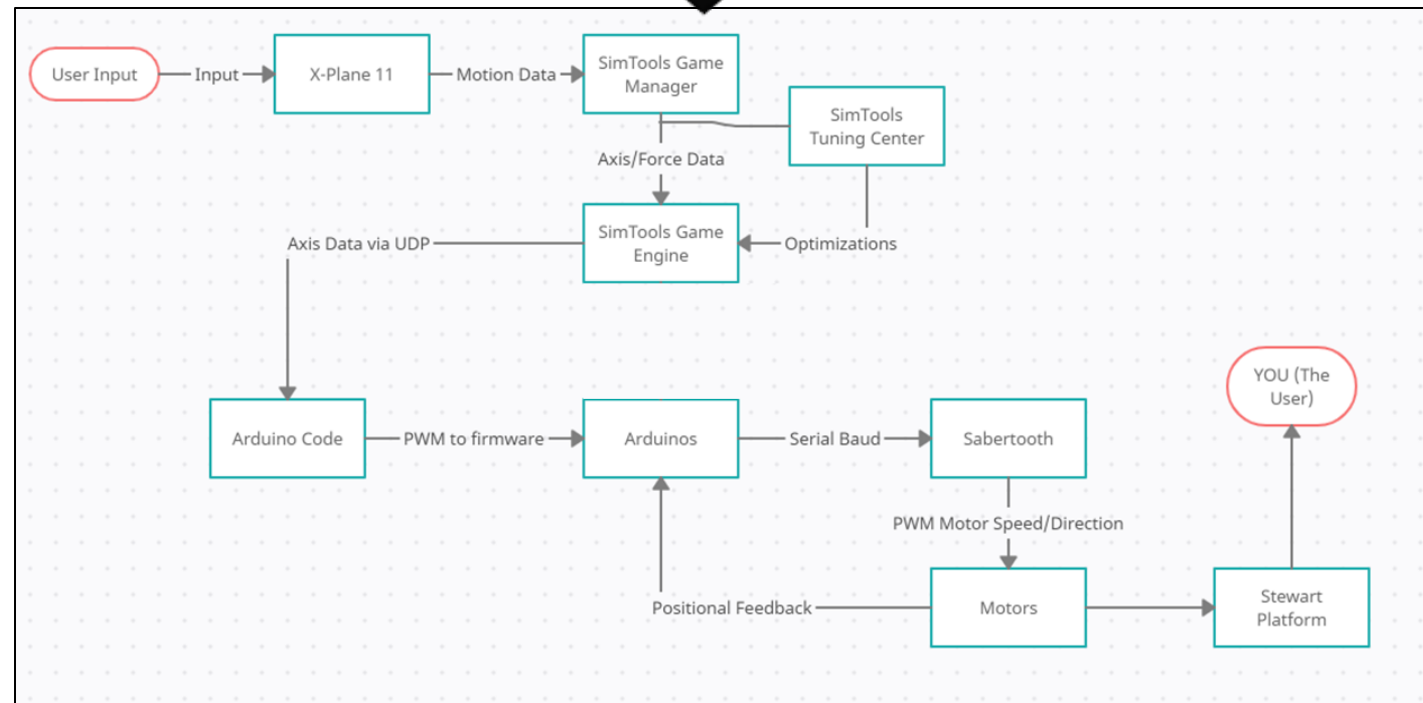 User Input
Input
X-Plane 11
Motion Data
SimTools Game
Manager
SimTools
Tuning Center
Axis/Force Data
SimTools Game
Engine
Optimizations
Axis Data via UDP
Arduino Code
PWM to firmware
Arduinos
Serial Baud
Sabertooth
YOU (The
User)
PWM Motor Speed/Direction
Positional Feedback
Motors
Stewart
Platform